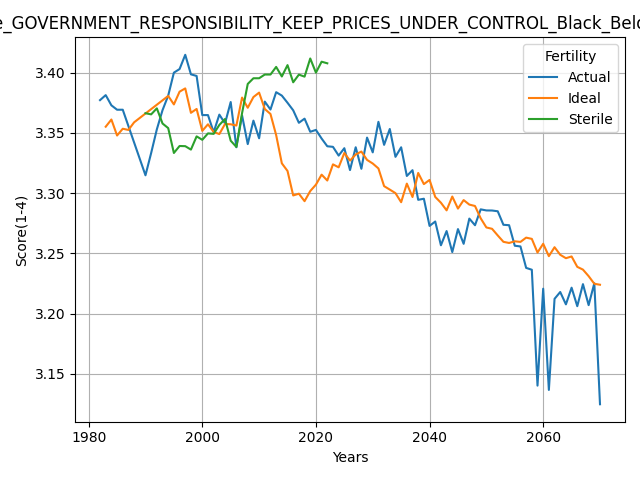 GOVERNMENT_RESPONSIBILITY_KEEP_PRICES_UNDER_CONTROL_Black_
Fertility
Actual
Ideal
Sterile
3.40
3.35
3.30
3.25
3.20
3.15
Score(1-4)
1980
2000
2020
2040
2060
Years